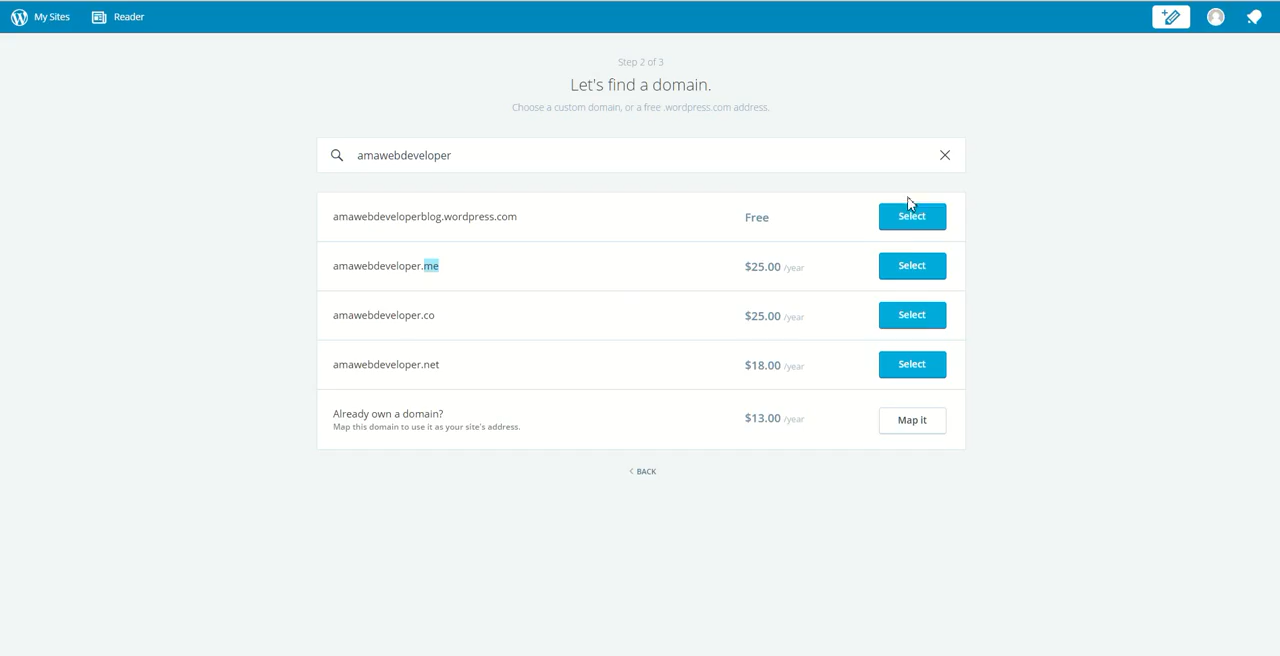 My Sites Reader
Step 2 of 3
Let's find a domain.
Choose a custom domain, or a free .wordpress.com address.
amawebdeveloper
amawebdeveloperblog.wordpress.com Free Select
amawebdeveloper.me $25.00 /year Select
amawebdeveloper.co $25.00 /year Select
amawebdeveloper.net $18.00 /year Select
Already own a domain? $13.00 /year Map it
Map this domain to use it as your site's address.
BACK